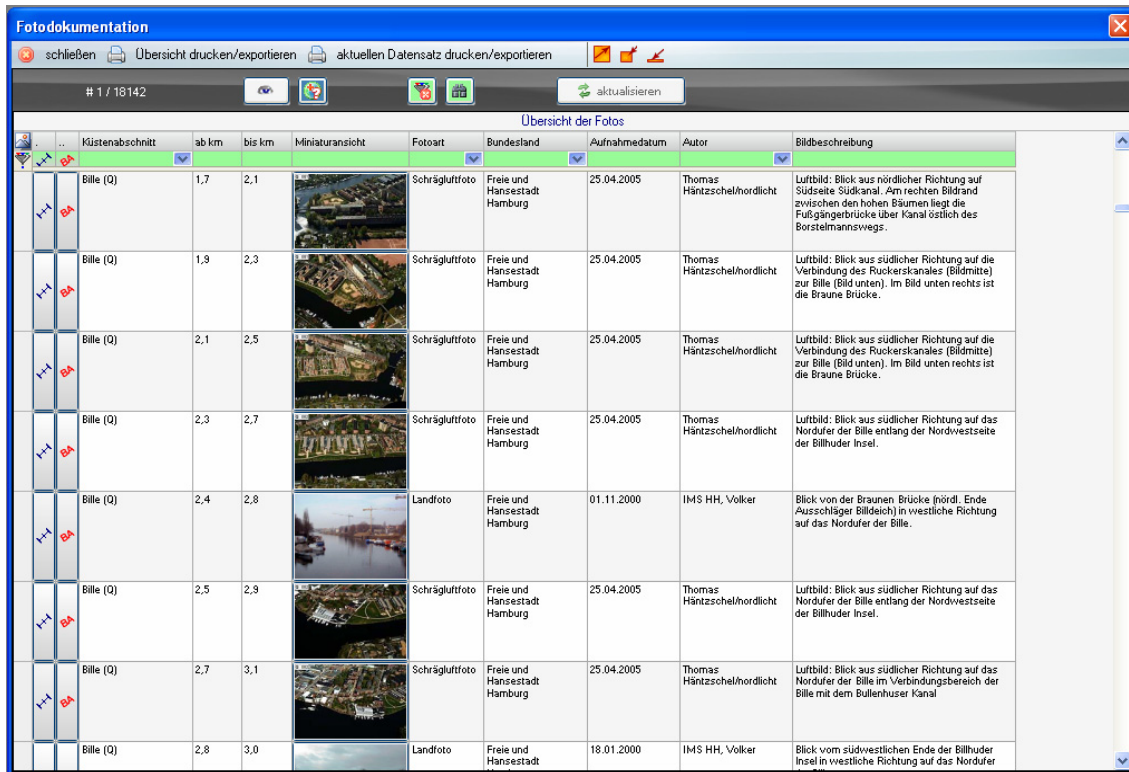 Fotodokumentation
schließen Übersicht drucken/exportieren aktuellen Datensatz drucken/exportieren
# 1 / 18142 aktualisieren
Übersicht der Fotos
. .. Küstenabschnitt ab km bis km Miniaturansicht Fotoart Bundesland Aufnahmedatum Autor Bildbeschreibung
BA
BA Bille (Q) 1,7 2,1 Schrägluftfoto Freie und 25.04.2005 Thomas Luftbild: Blick aus nördlicher Richtung auf
Hansestadt Häntzschel/nordlicht Südseite Südkanal. Am rechten Bildrand
Hamburg zwischen den hohen Bäumen liegt die
Fußgängerbrücke über Kanal östlich des
Borstelmannswegs.
BA Bille (Q) 1,9 2,3 Schrägluftfoto Freie und 25.04.2005 Thomas Luftbild: Blick aus südlicher Richtung auf die
Hansestadt Häntzschel/nordlicht Verbindung des Ruckerskanales (Bildmitte)
Hamburg zur Bille (Bild unten). Im Bild unten rechts ist
die Braune Brücke.
BA Bille (Q) 2,1 2,5 Schrägluftfoto Freie und 25.04.2005 Thomas Luftbild: Blick aus südlicher Richtung auf die
Hansestadt Häntzschel/nordlicht Verbindung des Ruckerskanales (Bildmitte)
Hamburg zur Bille (Bild unten). Im Bild unten rechts ist
die Braune Brücke.
BA Bille (Q) 2,3 2,7 Schrägluftfoto Freie und 25.04.2005 Thomas Luftbild: Blick aus südlicher Richtung auf das
Hansestadt Häntzschel/nordlicht Nordufer der Bille entlang der Nordwestseite
Hamburg der Billhuder Insel.
BA Bille (Q) 2,4 2,8 Landfoto Freie und 01.11.2000 IMS HH, Volker Blick von der Braunen Brücke (nördl. Ende
Hansestadt Ausschläger Billdeich) in westliche Richtung
Hamburg auf das Nordufer der Bille.
BA Bille (Q) 2,5 2,9 Schrägluftfoto Freie und 25.04.2005 Thomas Luftbild: Blick aus südlicher Richtung auf das
Hansestadt Häntzschel/nordlicht Nordufer der Bille entlang der Nordwestseite
Hamburg der Billhuder Insel.
BA Bille (Q) 2,7 3,1 Schrägluftfoto Freie und 25.04.2005 Thomas Luftbild: Blick aus südlicher Richtung auf das
Hansestadt Häntzschel/nordlicht Nordufer der Bille im Verbindungsbereich der
Hamburg Bille mit dem Bullenhuser Kanal
Bille (Q) 2,8 3,0 Landfoto Freie und 18.01.2000 IMS HH, Volker Blick vom südwestlichen Ende der Billhuder
Hansestadt Insel in westliche Richtung auf das Nordufer